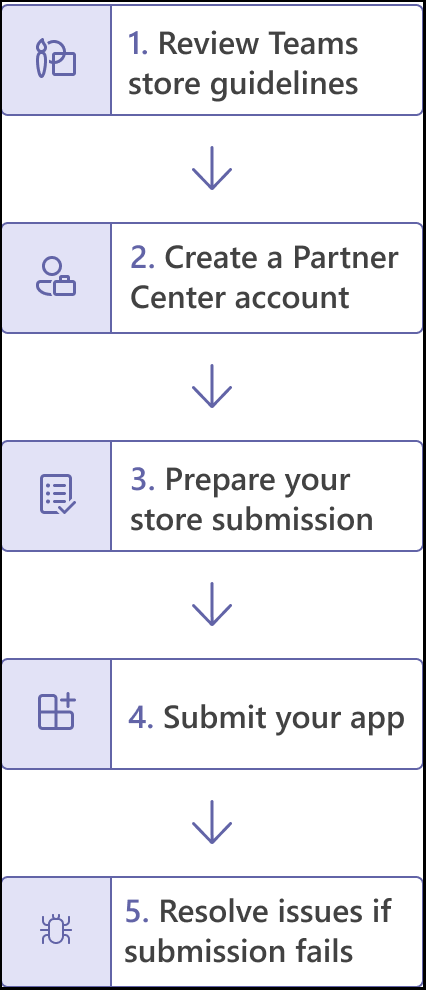 1. Review Teams
store guidelines
2. Create a Partner
Center account
3. Prepare your
store submission
4. Submit your app
5. Resolve issues if
submission fails